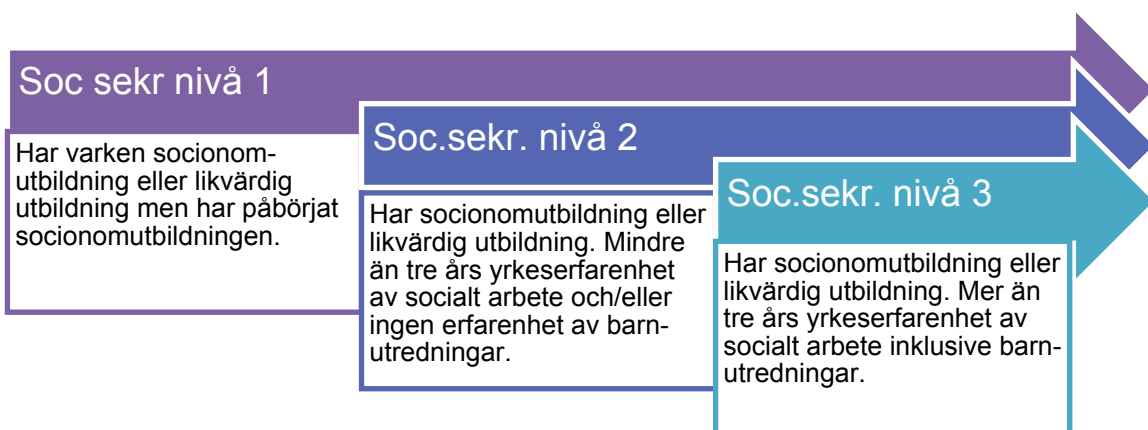 Soc sekr nivå 1
Har varken socionom-
utbildning eller likvärdig
utbildning men har påbörjat
socionomutbildningen.
Soc.sekr. nivå 2
Har socionomutbildning eller
likvärdig utbildning. Mindre
än tre års yrkeserfarenhet
av socialt arbete och/eller
ingen erfarenhet av barn-
utredningar.
Soc.sekr. nivå 3
Har socionomutbildning eller
likvärdig utbildning. Mer än
tre års yrkeserfarenhet av
socialt arbete inklusive barn-
utredningar.